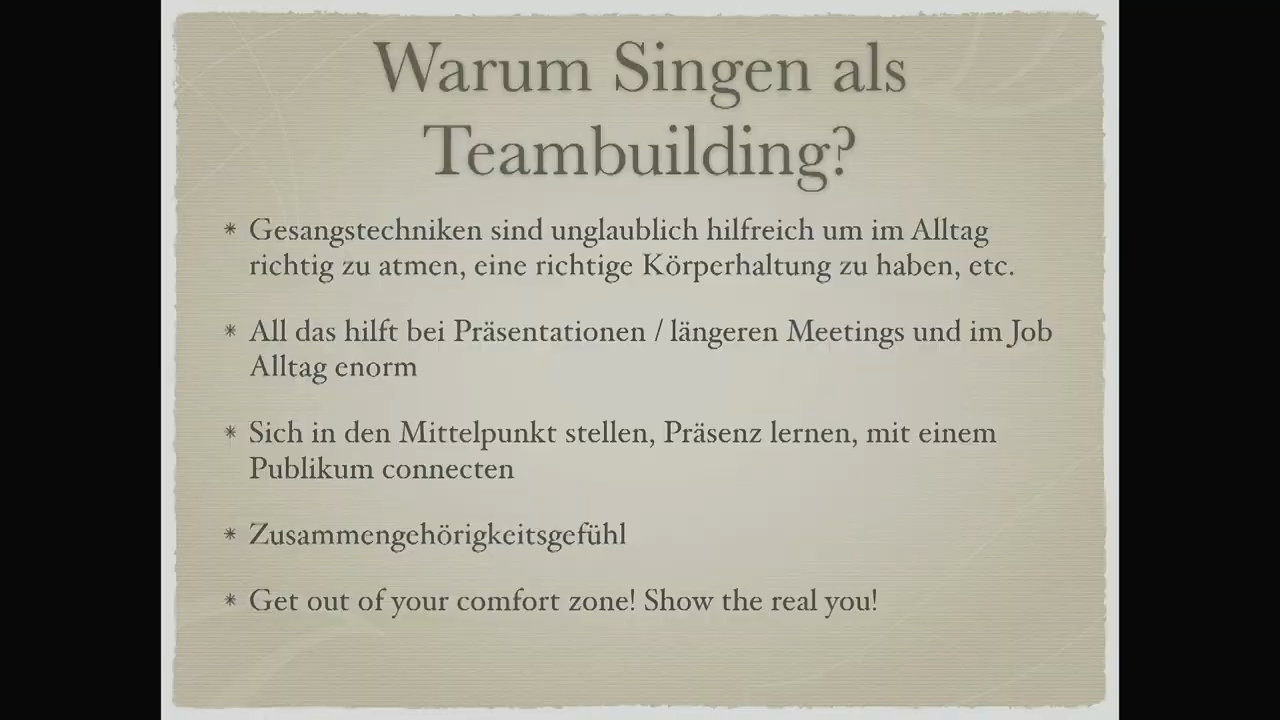 Warum Singen als
Teambuilding?
* Gesangstechniken sind unglaublich hilfreich um im Alltag
richtig zu atmen, eine richtige Körperhaltung zu haben, etc.
* All das hilft bei Präsentationen / längeren Meetings und im Job
Alltag enorm
* Sich in den Mittelpunkt stellen, Präsenz lernen, mit einem
Publikum connecten
* Zusammengehörigkeitsgefühl
* Get out of your comfort zone! Show the real you!